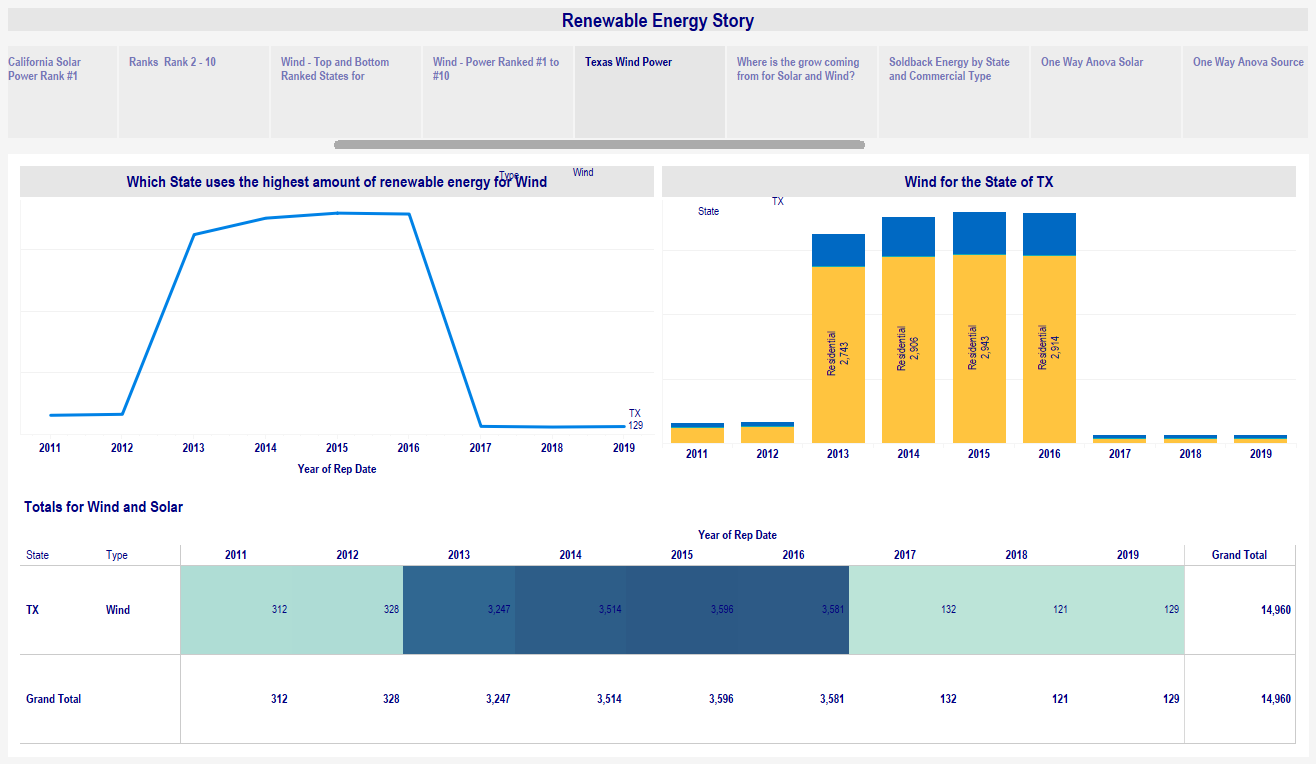 Renewable Energy Story
California Solar
Power Rank #1
Ranks  Rank 2 - 10
Wind - Top and Bottom
Ranked States for
Wind - Power Ranked #1 to
#10
Texas Wind Power
Where is the grow coming
from for Solar and Wind?
Soldback Energy by State
and Commercial Type
One Way Anova Solar
One Way Anova Source
Which State uses the highest amount of renewable energy for Wind
Type Wind
TX
129
2011 2012 2013 2014 2015 2016 2017 2018 2019
Year of Rep Date
Wind for the State of TX
State TX
Residential
2,743
Residential
2,906
Residential
2,943
Residential
2,914
2011 2012 2013 2014 2015 2016 2017 2018 2019
Totals for Wind and Solar
Year of Rep Date
State Type 2011 2012 2013 2014 2015 2016 2017 2018 2019 Grand Total
TX Wind 312 328 3,247 3,514 3,596 3,581 132 121 129 14,960
Grand Total 312 328 3,247 3,514 3,596 3,581 132 121 129 14,960